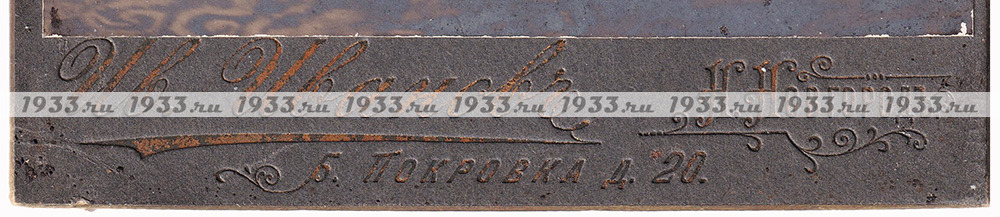 Ив. Ивановъ
Н. Новгородъ
1933.ru 1933.ru 1933.ru 1933.ru 1933.ru 1933.ru 1933.ru 1933.ru 1933.ru
Б. Покровка д. 20.